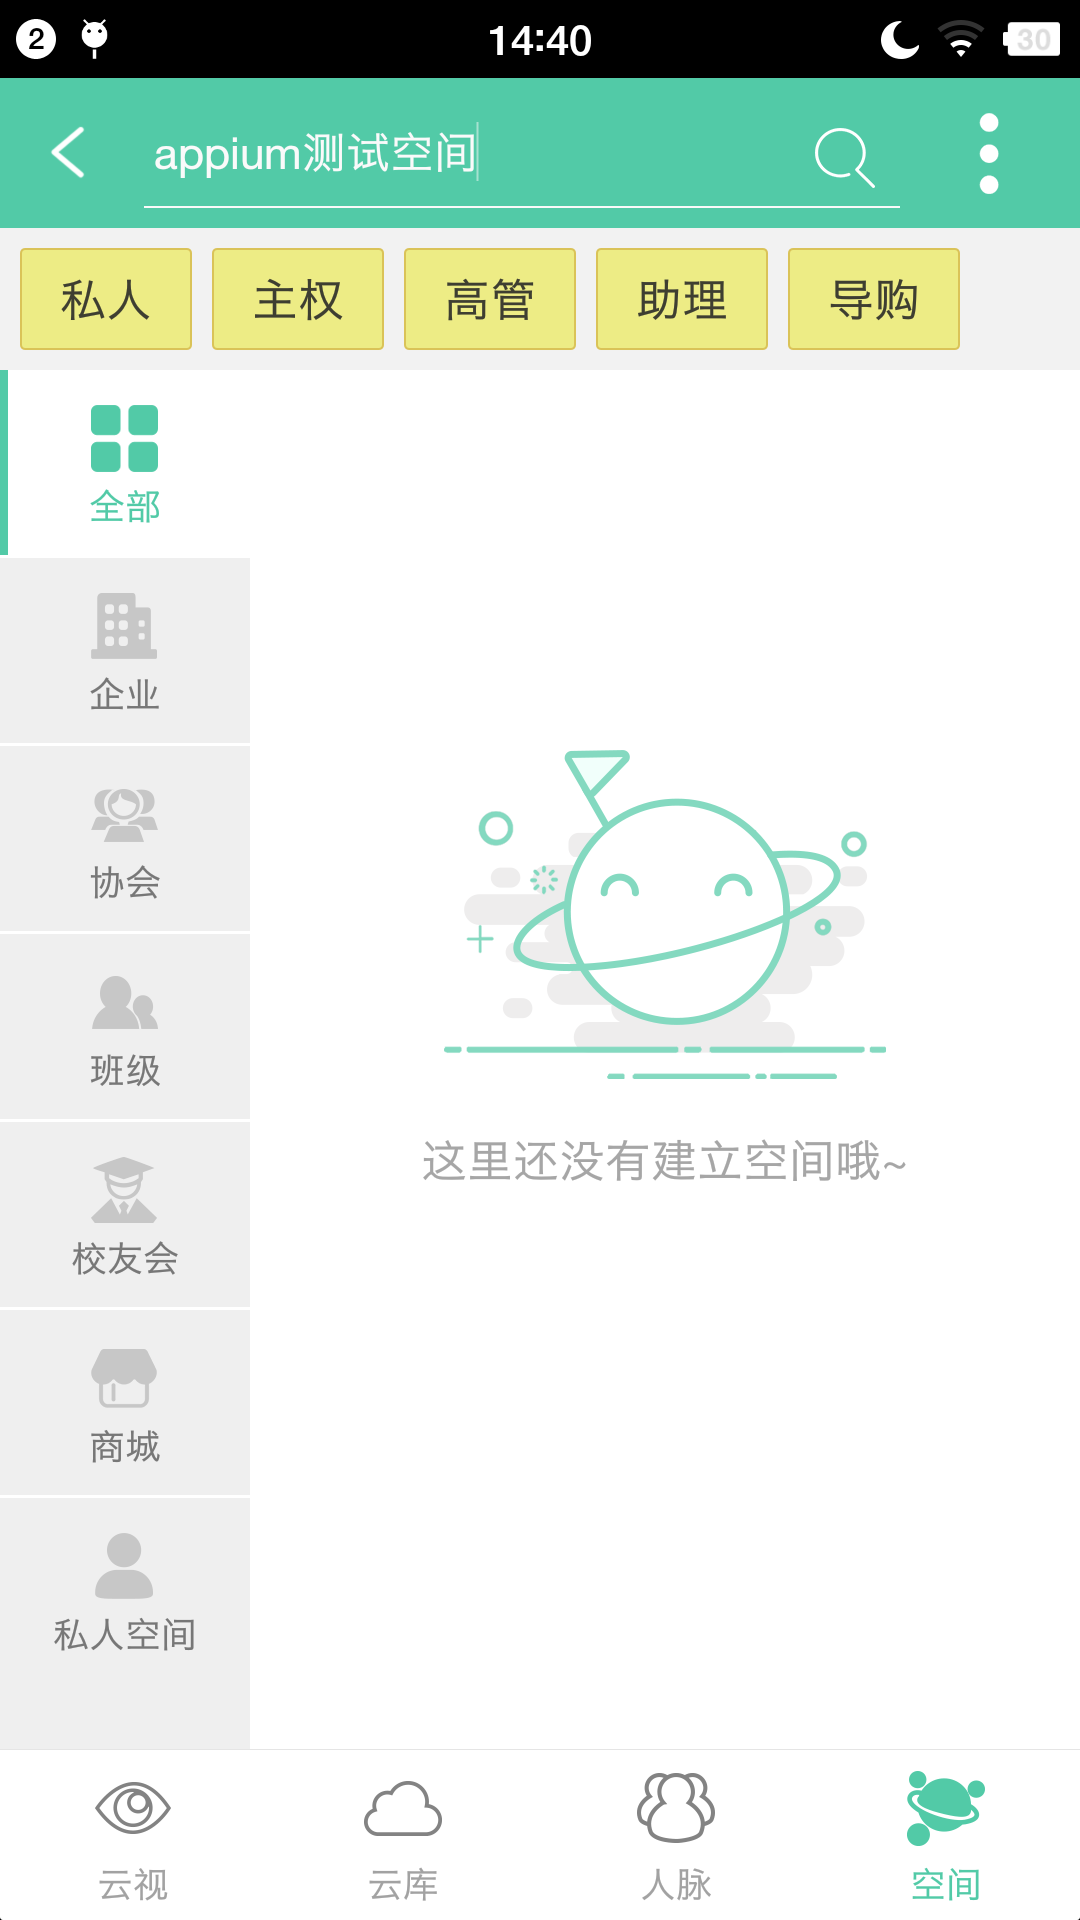 2
14:40
30
appium测试空间
私人 主权 高管 助理 导购
全部
企业
协会
班级
校友会
商城
私人空间
这里还没有建立空间哦~
云视 云库 人脉 空间